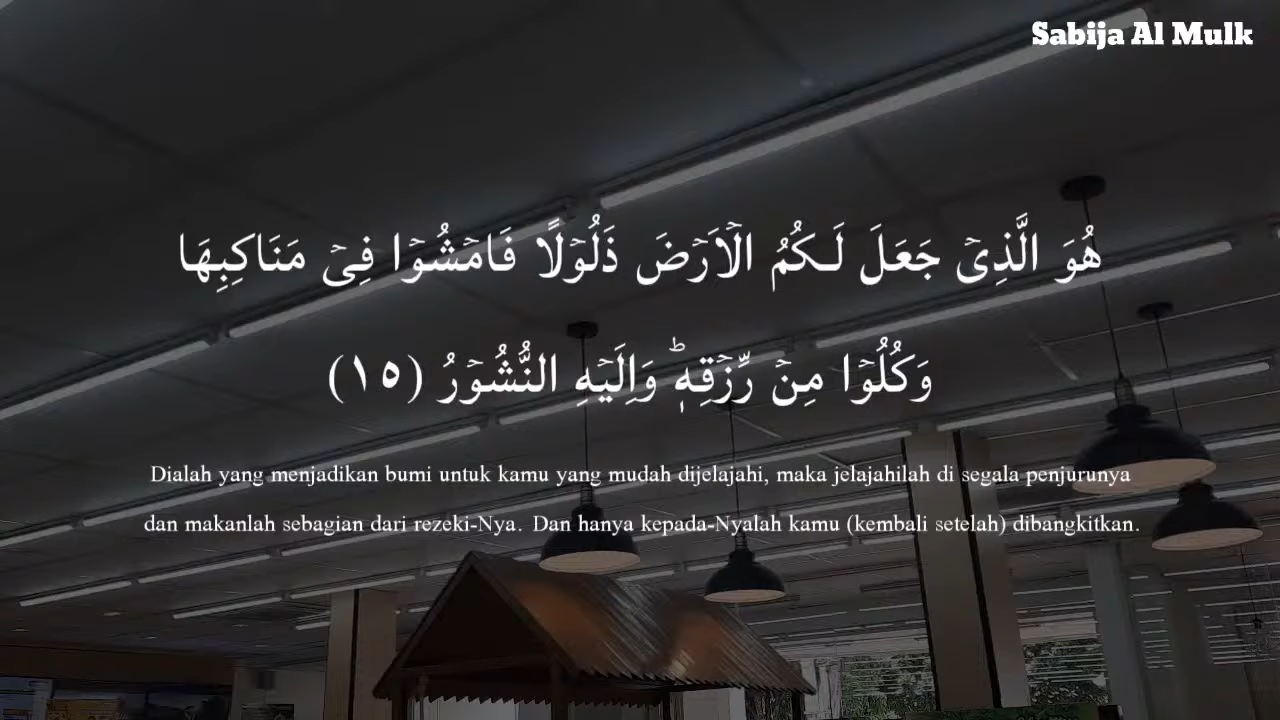 Sabija Al Mulk
هُوَ الَّذِىۡ جَعَلَ لَـكُمُ الۡاَرۡضَ ذَلُوۡلًا فَامۡشُوۡا فِىۡ مَنَاكِبِهَا
وَكُلُوۡا مِنۡ رِّزۡقِهٖ‌ؕ وَاِلَيۡهِ النُّشُوۡرُ (١٥)
Dialah yang menjadikan bumi untuk kamu yang mudah dijelajahi, maka jelajahilah di segala penjurunya
dan makanlah sebagian dari rezeki-Nya. Dan hanya kepada-Nyalah kamu (kembali setelah) dibangkitkan.